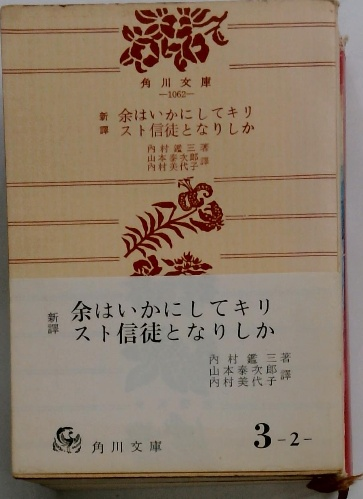 角川文庫
—1062—
新譯 余はいかにしてキリ
スト信徒となりしか
内村鑑三著
山本泰次郎
内村美代子 譯
新譯 余はいかにしてキリ
スト信徒となりしか
内村鑑三著
山本泰次郎
内村美代子 譯
角川文庫
3-2-